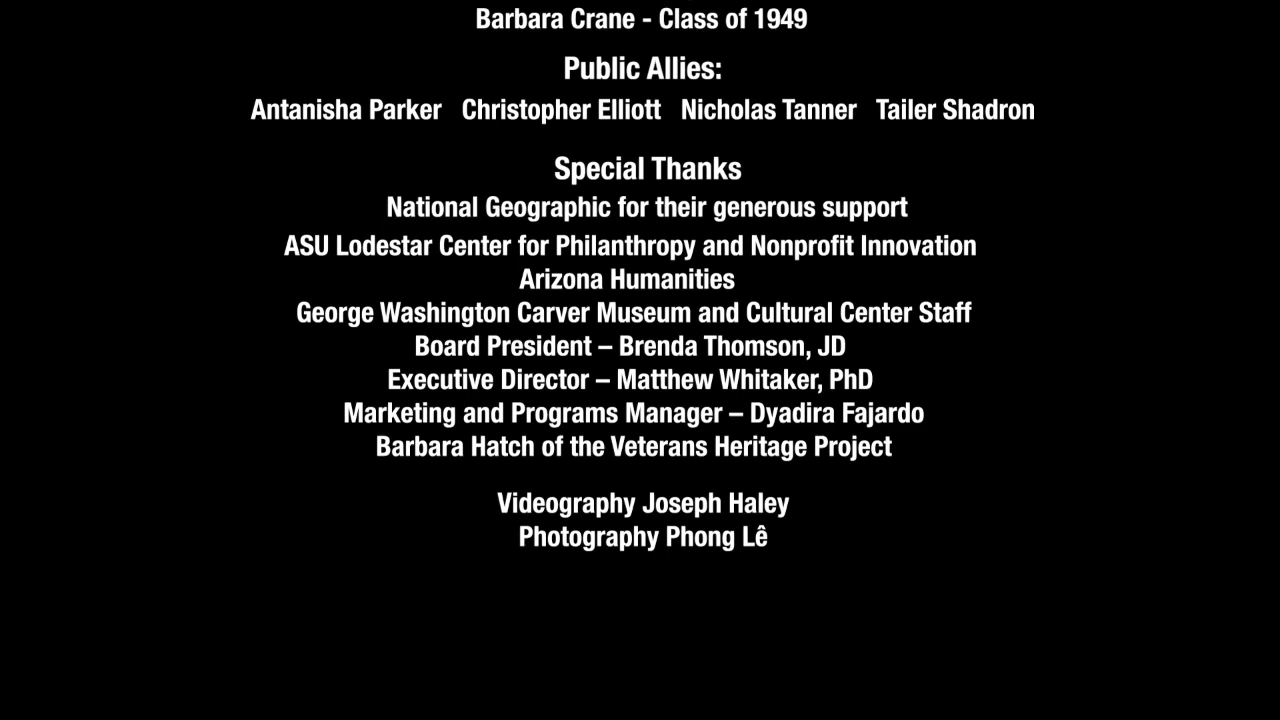 Barbara Crane - Class of 1949
Public Allies:
Antanisha Parker Christopher Elliott Nicholas Tanner Tailer Shadron
Special Thanks
National Geographic for their generous support
ASU Lodestar Center for Philanthropy and Nonprofit Innovation
Arizona Humanities
George Washington Carver Museum and Cultural Center Staff
Board President – Brenda Thomson, JD
Executive Director – Matthew Whitaker, PhD
Marketing and Programs Manager – Dyadira Fajardo
Barbara Hatch of the Veterans Heritage Project
Videography Joseph Haley
Photography Phong Lê